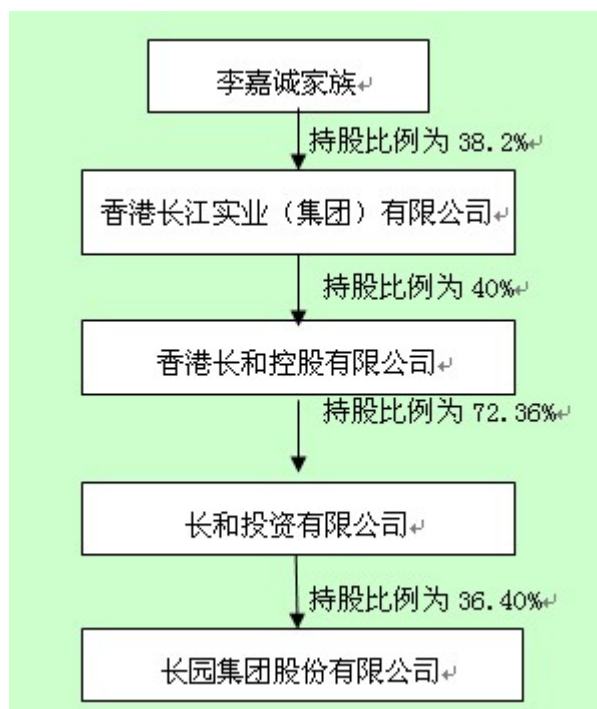 李嘉诚家族↵
持股比例为 38.2%↵
香港长江实业（集团）有限公司↵
持股比例为 40%↵
香港长和控股有限公司↵
持股比例为 72.36%↵
长和投资有限公司↵
持股比例为 36.40%↵
长园集团股份有限公司↵